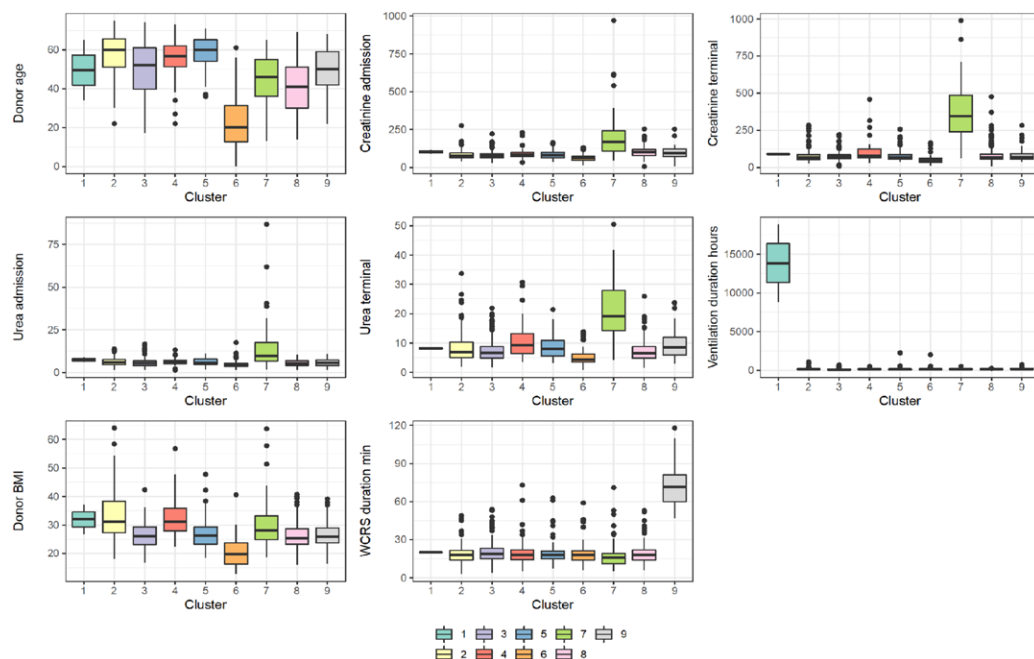 Donor age
60
40
20
0
1 2 3 4 5 6 7 8 9
Cluster
Creatinine admission
1000
750
500
250
0
1 2 3 4 5 6 7 8 9
Cluster
Creatinine terminal
1000
750
500
250
0
1 2 3 4 5 6 7 8 9
Cluster
Urea admission
75
50
25
0
1 2 3 4 5 6 7 8 9
Cluster
Urea terminal
50
40
30
20
10
0
1 2 3 4 5 6 7 8 9
Cluster
Ventilation duration hours
15000
10000
5000
0
1 2 3 4 5 6 7 8 9
Cluster
Donor BMI
60
50
40
30
20
1 2 3 4 5 6 7 8 9
Cluster
WCRS duration min
120
90
60
30
0
1 2 3 4 5 6 7 8 9
Cluster
1 3 5 7 9
2 4 6 8